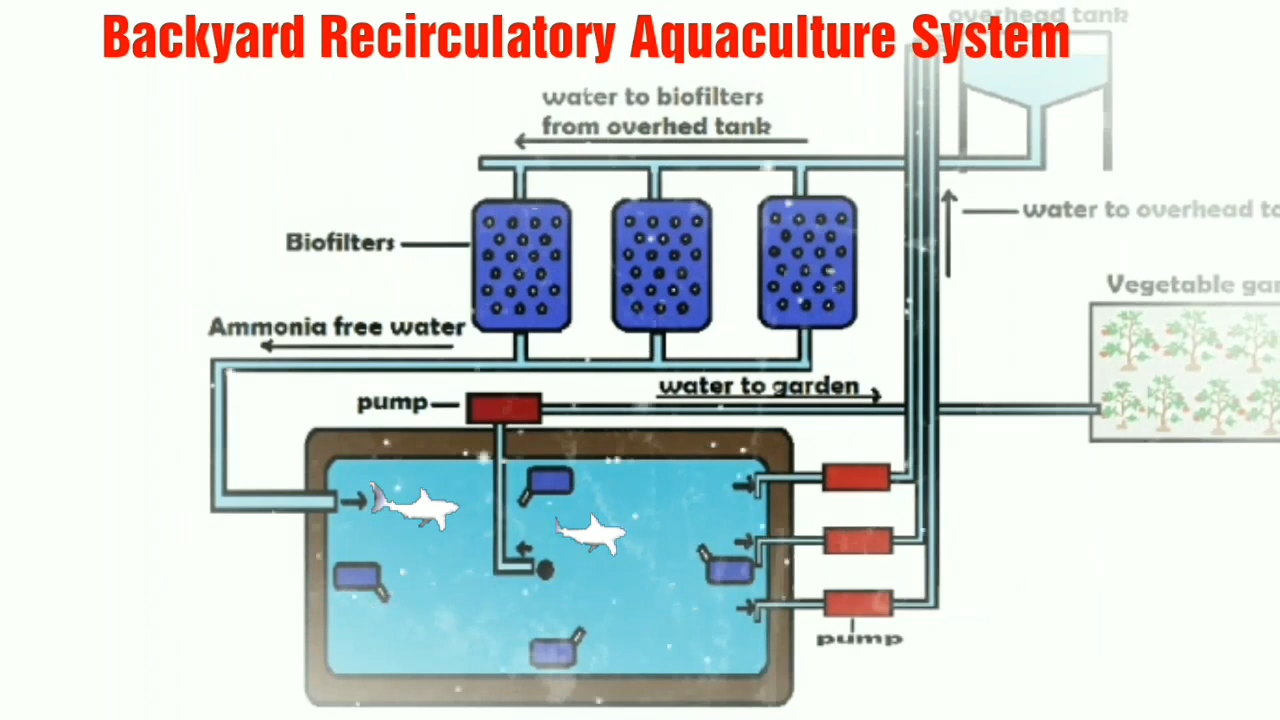 overhead tank
Backyard Recirculatory Aquaculture System
water to biofilters
from overhed tank
water to overhead
Biofilters
Vegetable
Ammonia free water
water to garden
pump
pump